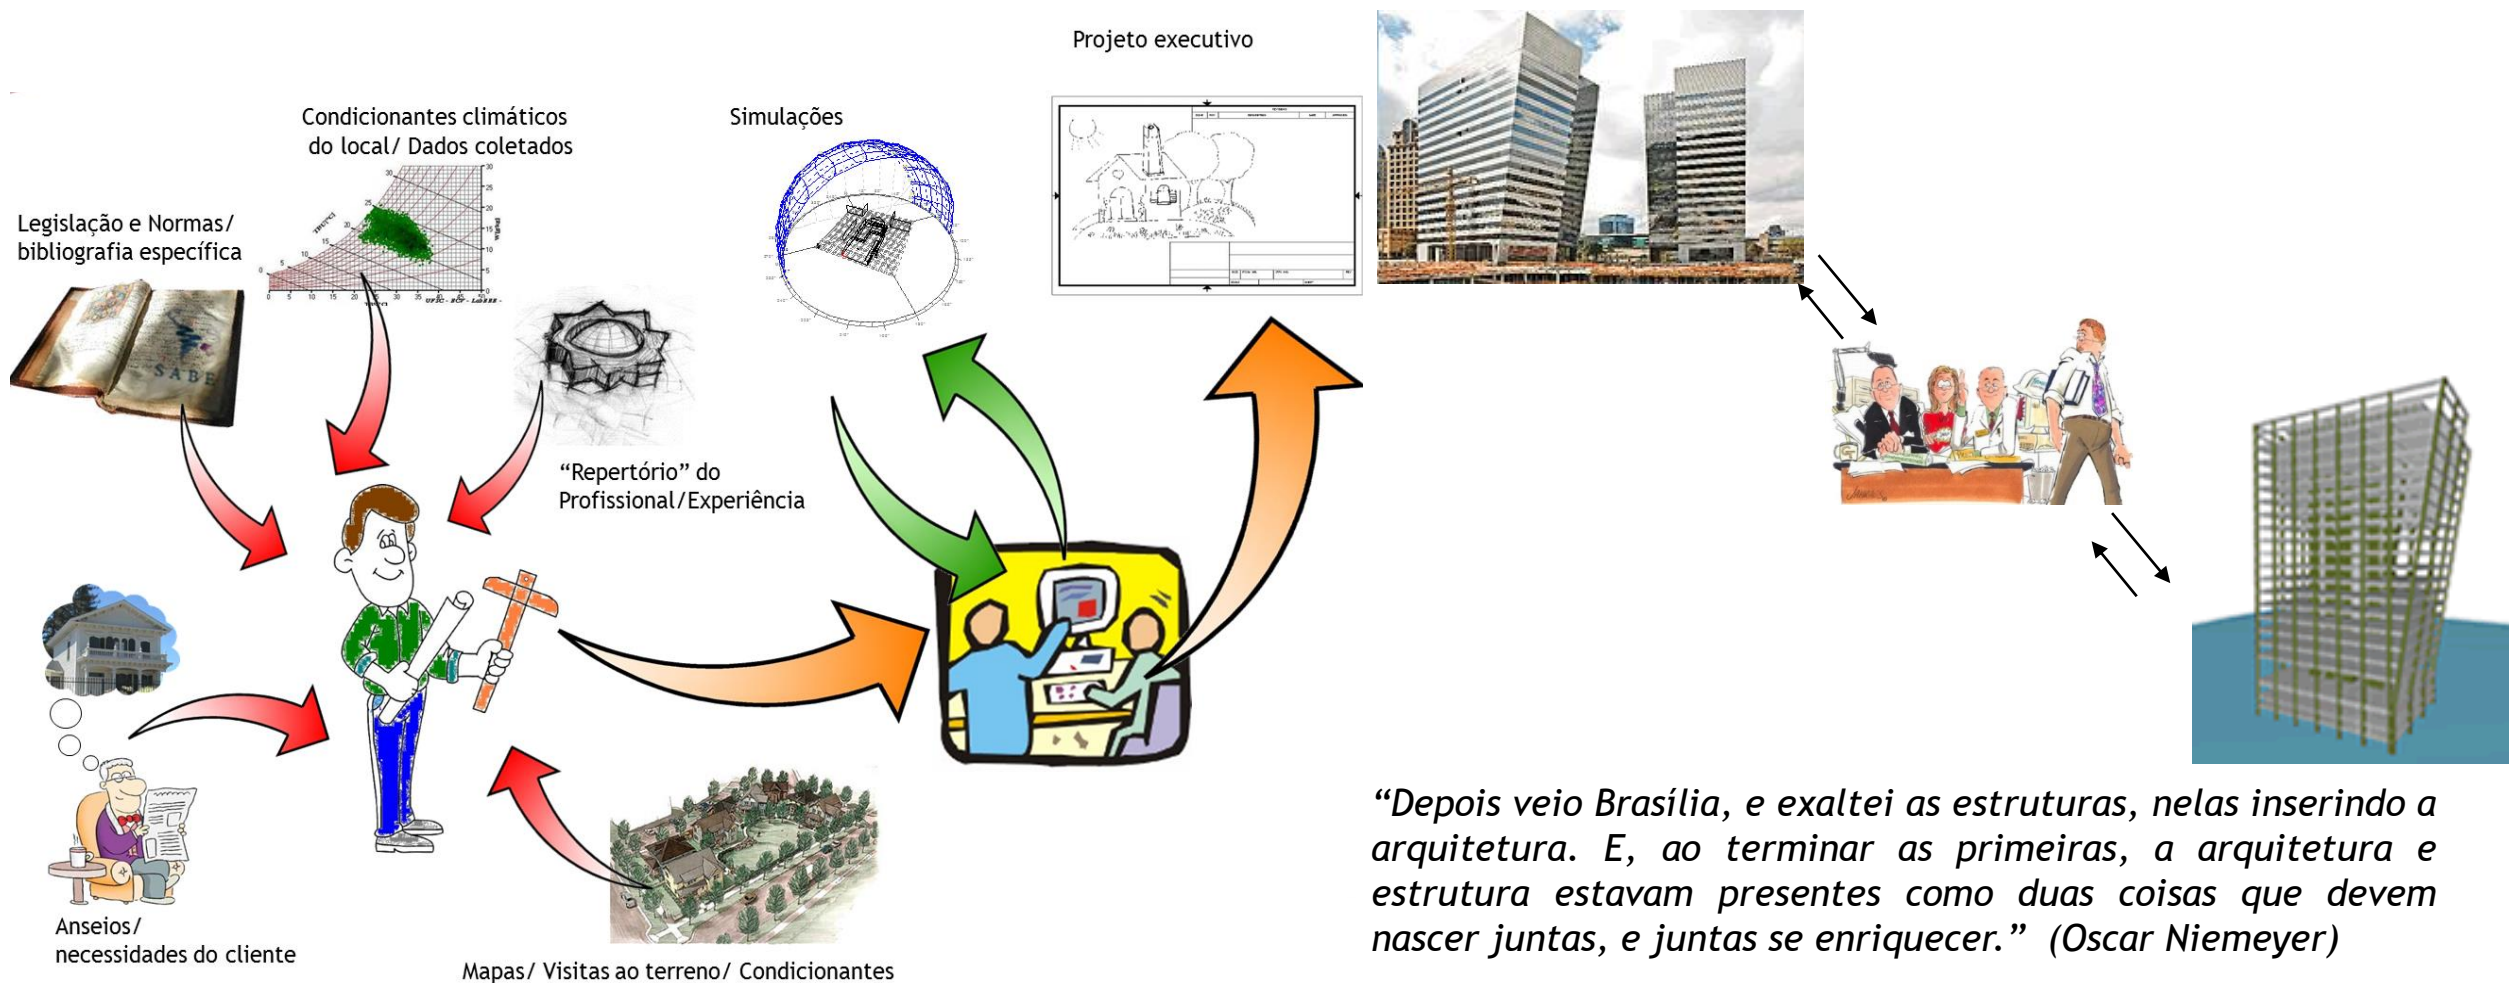 Projeto executivo
Condicionantes climáticos
do local/ Dados coletados
Simulações
Legislação e Normas/
bibliografia específica
SABE
“Repertório” do
Profissional/Experiência
Anseios/
necessidades do cliente
Mapas/ Visitas ao terreno/ Condicionantes
“Depois veio Brasília, e exaltei as estruturas, nelas inserindo a
arquitetura. E, ao terminar as primeiras, a arquitetura e
estrutura estavam presentes como duas coisas que devem
nascer juntas, e juntas se enriquecer.” (Oscar Niemeyer)